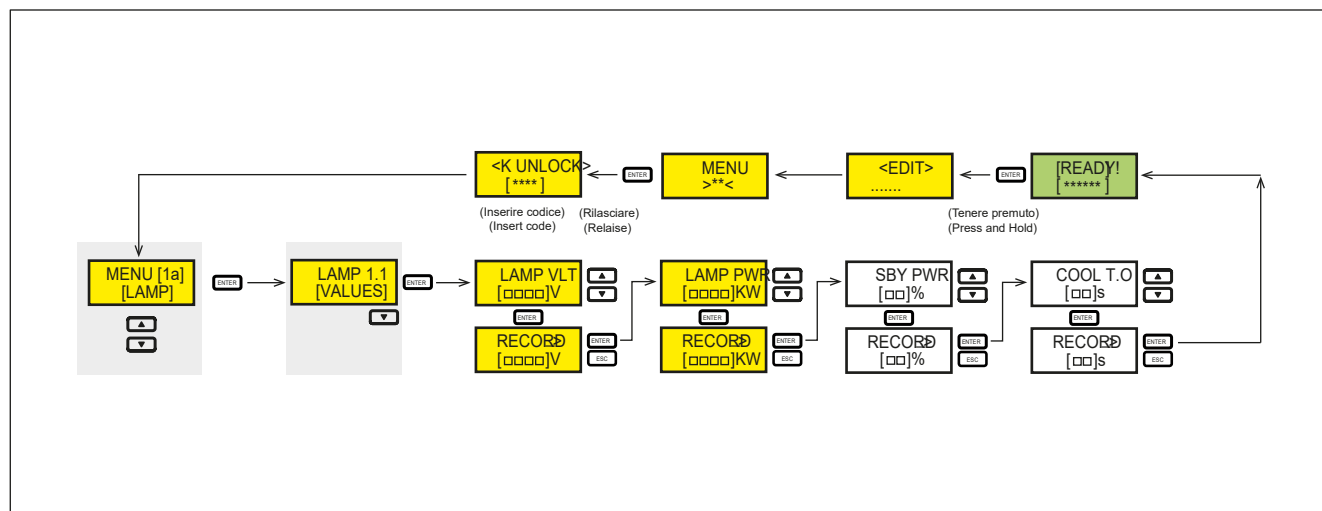 <K UNLOCK>
[ **** ]
ENTER
MENU
>**<
<EDIT>
.......
ENTER
[READY!]
[ ****** ]
(Inserire codice)
(Insert code)
(Rilasciare)
(Relaise)
(Tenere premuto)
(Press and Hold)
MENU [1a]
[LAMP]
ENTER
LAMP 1.1
[VALUES]
ENTER
LAMP VLT
[□□□□]V
ENTER
RECORD>
[□□□□]V
ENTER
ESC
LAMP PWR
[□□□□]KW
ENTER
RECORD>
[□□□□]KW
ENTER
ESC
SBY PWR
[□□]%
ENTER
RECORD>
[□□]%
ENTER
ESC
COOL T.O
[□□]s
ENTER
RECORD>
[□□]s
ENTER
ESC